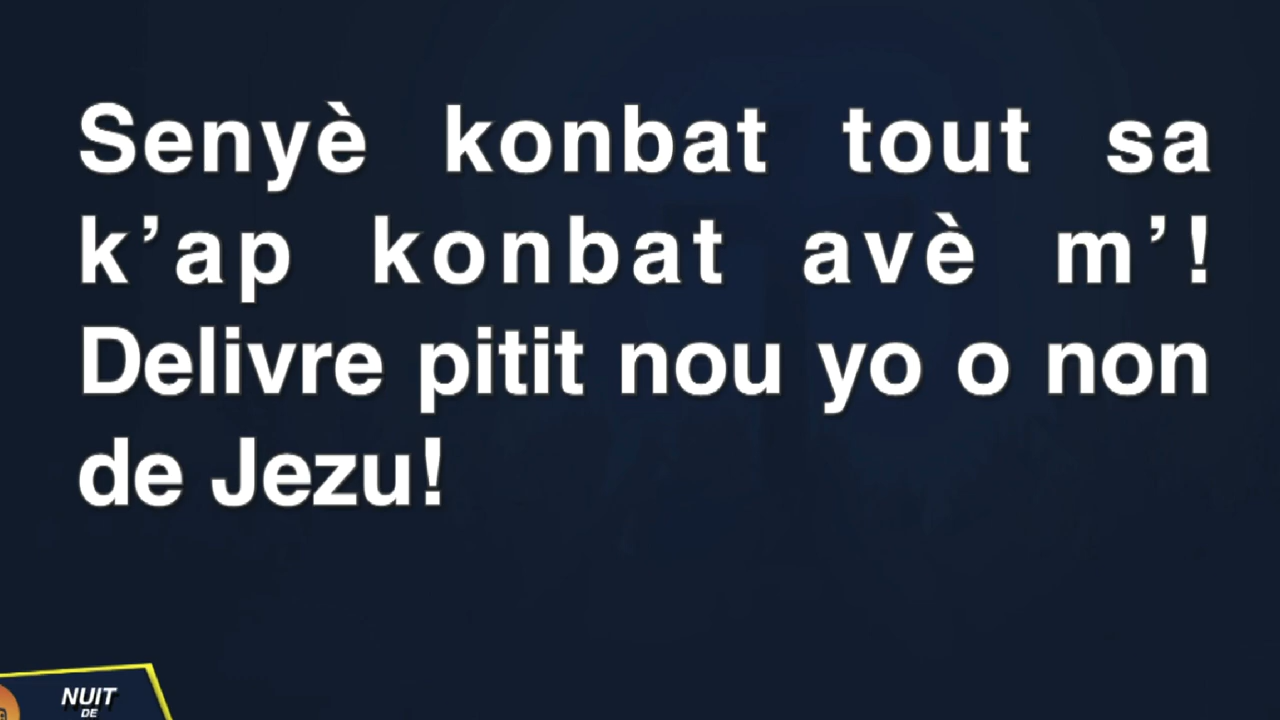 Senyè konbat tout sa
k’ap konbat avè m’!
Delivre pitit nou yo o non
de Jezu!
NUIT
DE